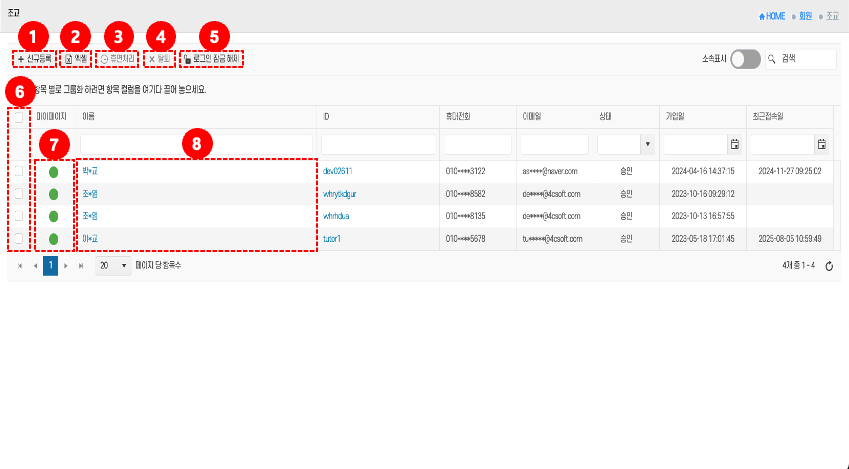 조교
HOME 회원 조교
1 2 3 4 5
신규등록 엑셀 휴면처리 탈퇴 로그인 잠금 해제 소속표시 검색
항목 별로 그룹화 하려면 항목 컬럼을 여기다 끌어 놓으세요.
6
마이페이지 이름 ID 휴대전화 이메일 상태 가입일 최근접속일
7 8
박*교 dev02611 010-****-3122 as****@naver.com 승인 2024-04-16 14:37:15 2024-11-27 09:25:02
조*열 whrytkdgur 010-****-8582 de****@4csoft.com 승인 2023-10-16 09:29:12
조*열 whrhdua 010-****-8135 de****@4csoft.com 승인 2023-10-13 16:57:55
이*교 tutor1 010-****-5678 tu*****@4csoft.com 승인 2023-05-18 17:01:45 2025-08-05 10:59:49
1 20 페이지 당 항목수 4개 중 1 - 4